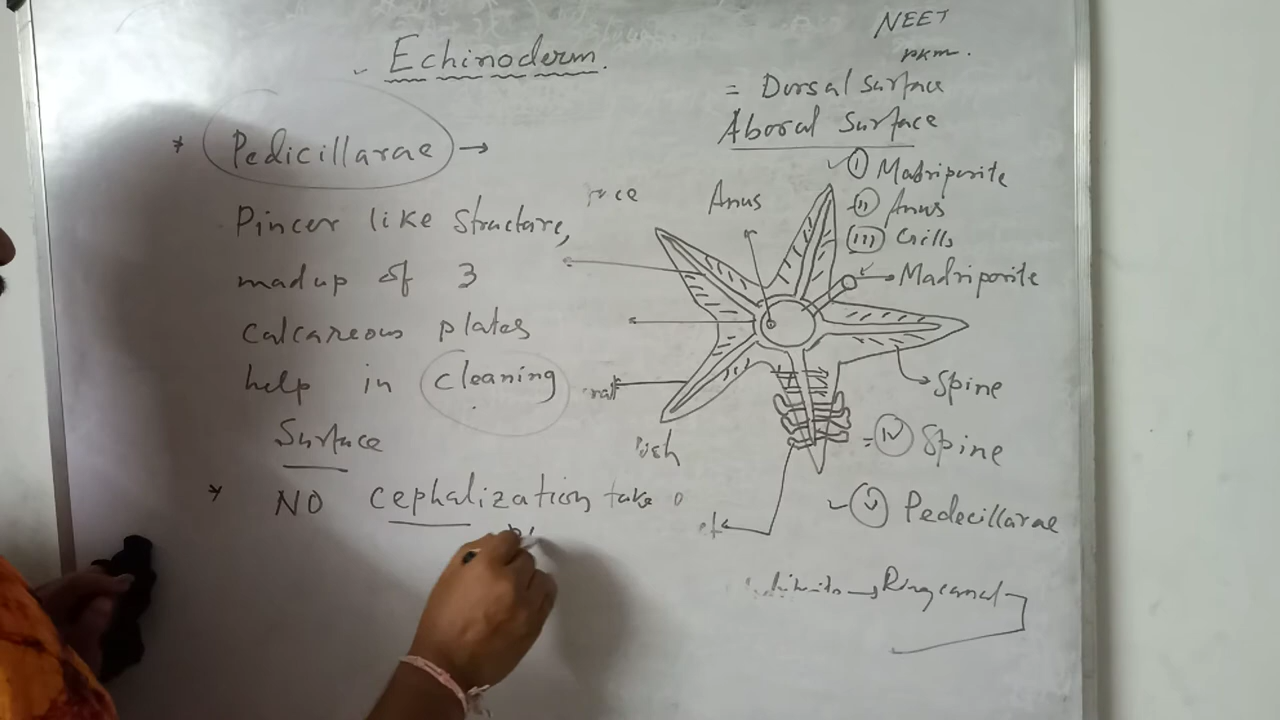 NEET
Echinoderm.
= Dorsal surface
Aboral Surface
* Pedicillarae →
Pincer like structure,
madup of 3
calcareous plates
help in cleaning
Surface
* NO cephalization take
Anus
I Madriporite
II Anus
III Gills
Madriporite
Spine
= IV Spine
V Pedecillarae
→ Ring canal